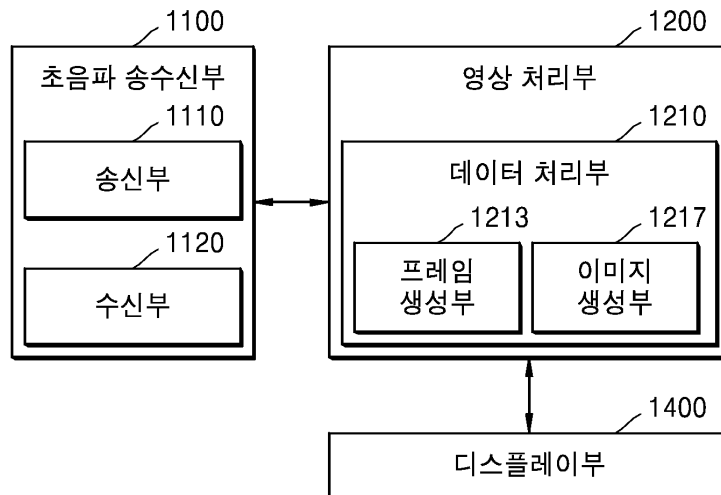 1100
초음파 송수신부
1110
송신부
1120
수신부
1200
영상 처리부
1210
데이터 처리부
1213
프레임
생성부
1217
이미지
생성부
1400
디스플레이부